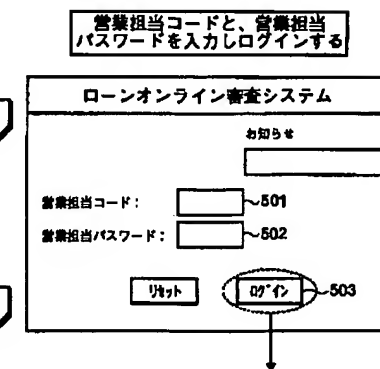 営業担当コードと、営業担当
パスワードを入力しログインする
ローンオンライン審査システム
お知らせ
営業担当コード：
501
営業担当パスワード：
502
リセット
ログイン
503